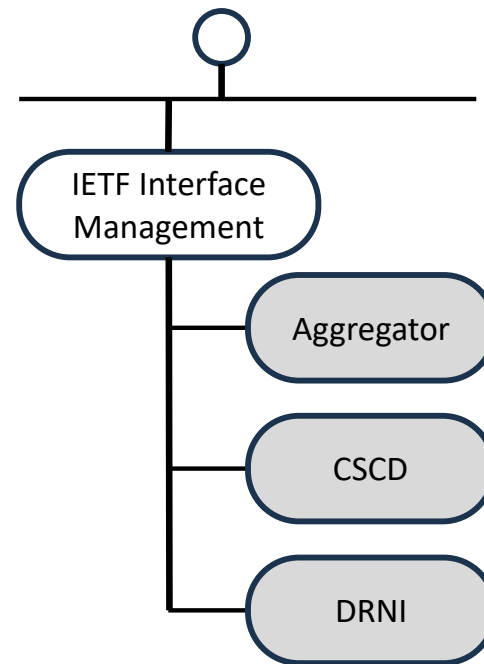 IETF Interface
Management
Aggregator
CSCD
DRNI